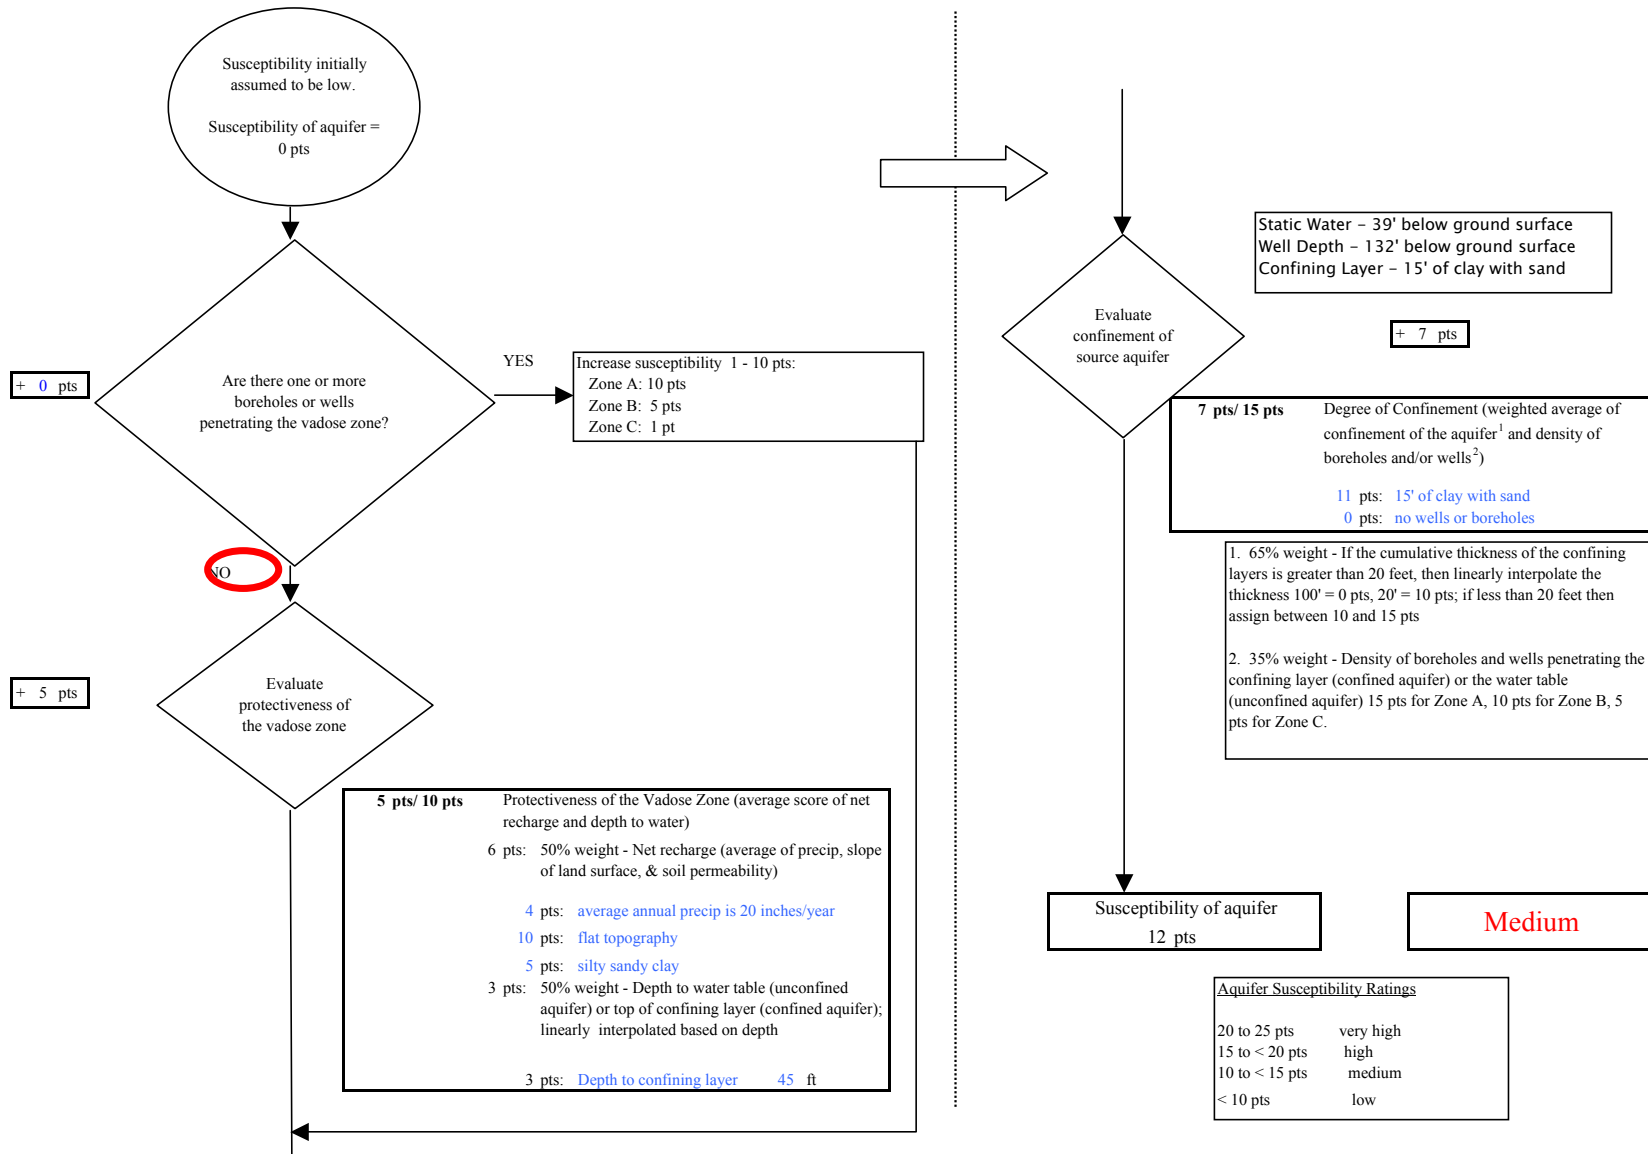 Susceptibility initially
assumed to be low.
Susceptibility of aquifer =
0 pts
+ 0 pts
Are there one or more
boreholes or wells
penetrating the vadose zone?
YES
Increase susceptibility 1 - 10 pts:
Zone A: 10 pts
Zone B: 5 pts
Zone C: 1 pt
NO
+ 5 pts
Evaluate
protectiveness of
the vadose zone
5 pts/ 10 pts Protectiveness of the Vadose Zone (average score of net
recharge and depth to water)
6 pts: 50% weight - Net recharge (average of precip, slope
of land surface, & soil permeability)
4 pts: average annual precip is 20 inches/year
10 pts: flat topography
5 pts: silty sandy clay
3 pts: 50% weight - Depth to water table (unconfined
aquifer) or top of confining layer (confined aquifer);
linearly interpolated based on depth
3 pts: Depth to confining layer 45 ft
Evaluate
confinement of
source aquifer
Static Water – 39' below ground surface
Well Depth – 132' below ground surface
Confining Layer – 15' of clay with sand
+ 7 pts
7 pts/ 15 pts Degree of Confinement (weighted average of
confinement of the aquifer1 and density of
boreholes and/or wells2)
11 pts: 15' of clay with sand
0 pts: no wells or boreholes
1. 65% weight - If the cumulative thickness of the confining
layers is greater than 20 feet, then linearly interpolate the
thickness 100' = 0 pts, 20' = 10 pts; if less than 20 feet then
assign between 10 and 15 pts
2. 35% weight - Density of boreholes and wells penetrating the
confining layer (confined aquifer) or the water table
(unconfined aquifer) 15 pts for Zone A, 10 pts for Zone B, 5
pts for Zone C.
Susceptibility of aquifer
12 pts
Medium
Aquifer Susceptibility Ratings
20 to 25 pts very high
15 to < 20 pts high
10 to < 15 pts medium
< 10 pts low